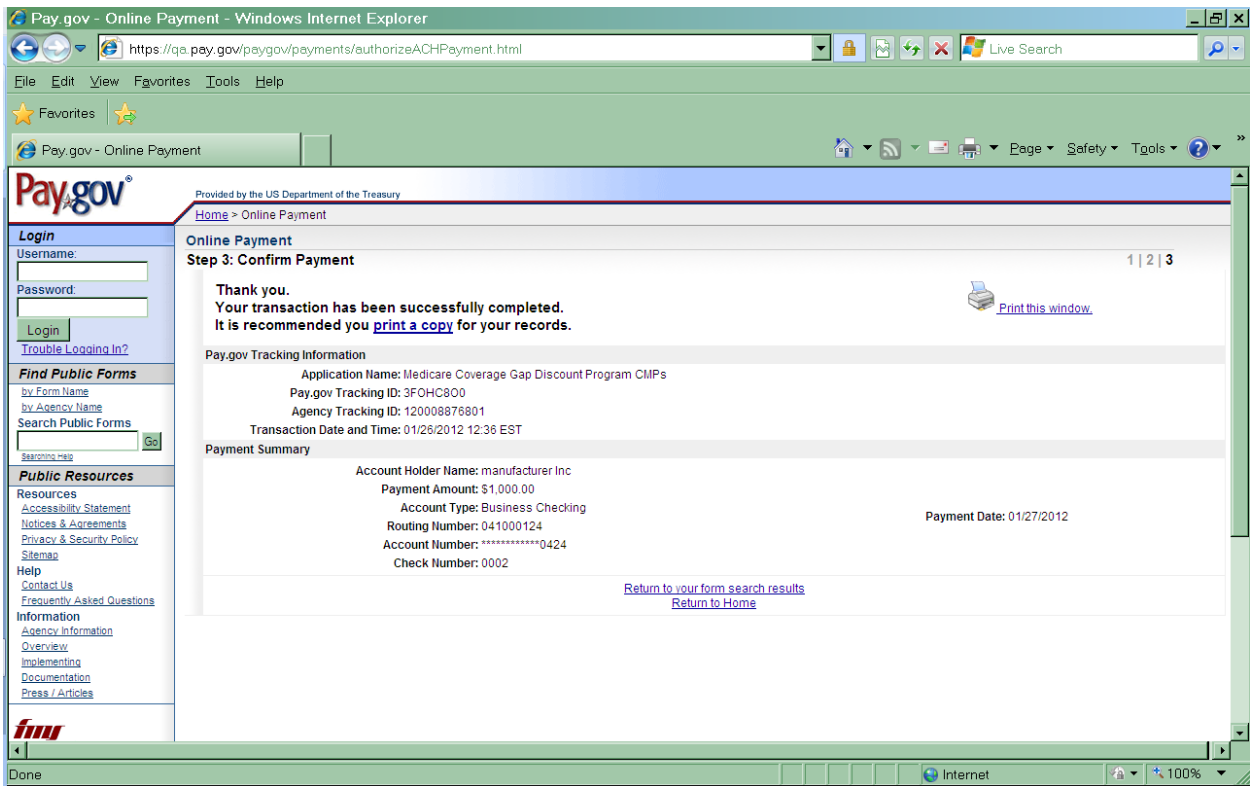 Pay.gov - Online Payment - Windows Internet Explorer
https://qa.pay.gov/paygov/payments/authorizeACHPayment.html
Live Search
File Edit View Favorites Tools Help
Favorites
Pay.gov - Online Payment
Page Safety Tools »
Pay.gov®
Provided by the US Department of the Treasury
Home > Online Payment
Login
Username:
Password:
Login
Trouble Logging In?
Find Public Forms
by Form Name
by Agency Name
Search Public Forms
Go
Searching Help
Public Resources
Resources
Accessibility Statement
Notices & Agreements
Privacy & Security Policy
Sitemap
Help
Contact Us
Frequently Asked Questions
Information
Agency Information
Overview
Implementing
Documentation
Press / Articles
Online Payment
Step 3: Confirm Payment
1 | 2 | 3
Thank you.
Your transaction has been successfully completed.
It is recommended you print a copy for your records.
Print this window.
Pay.gov Tracking Information
Application Name: Medicare Coverage Gap Discount Program CMPs
Pay.gov Tracking ID: 3FOHC8O0
Agency Tracking ID: 120008876801
Transaction Date and Time: 01/26/2012 12:36 EST
Payment Summary
Account Holder Name: manufacturer Inc
Payment Amount: $1,000.00
Account Type: Business Checking
Routing Number: 041000124
Account Number: ************0424
Check Number: 0002
Payment Date: 01/27/2012
Return to your form search results
Return to Home
Done
Internet
100%